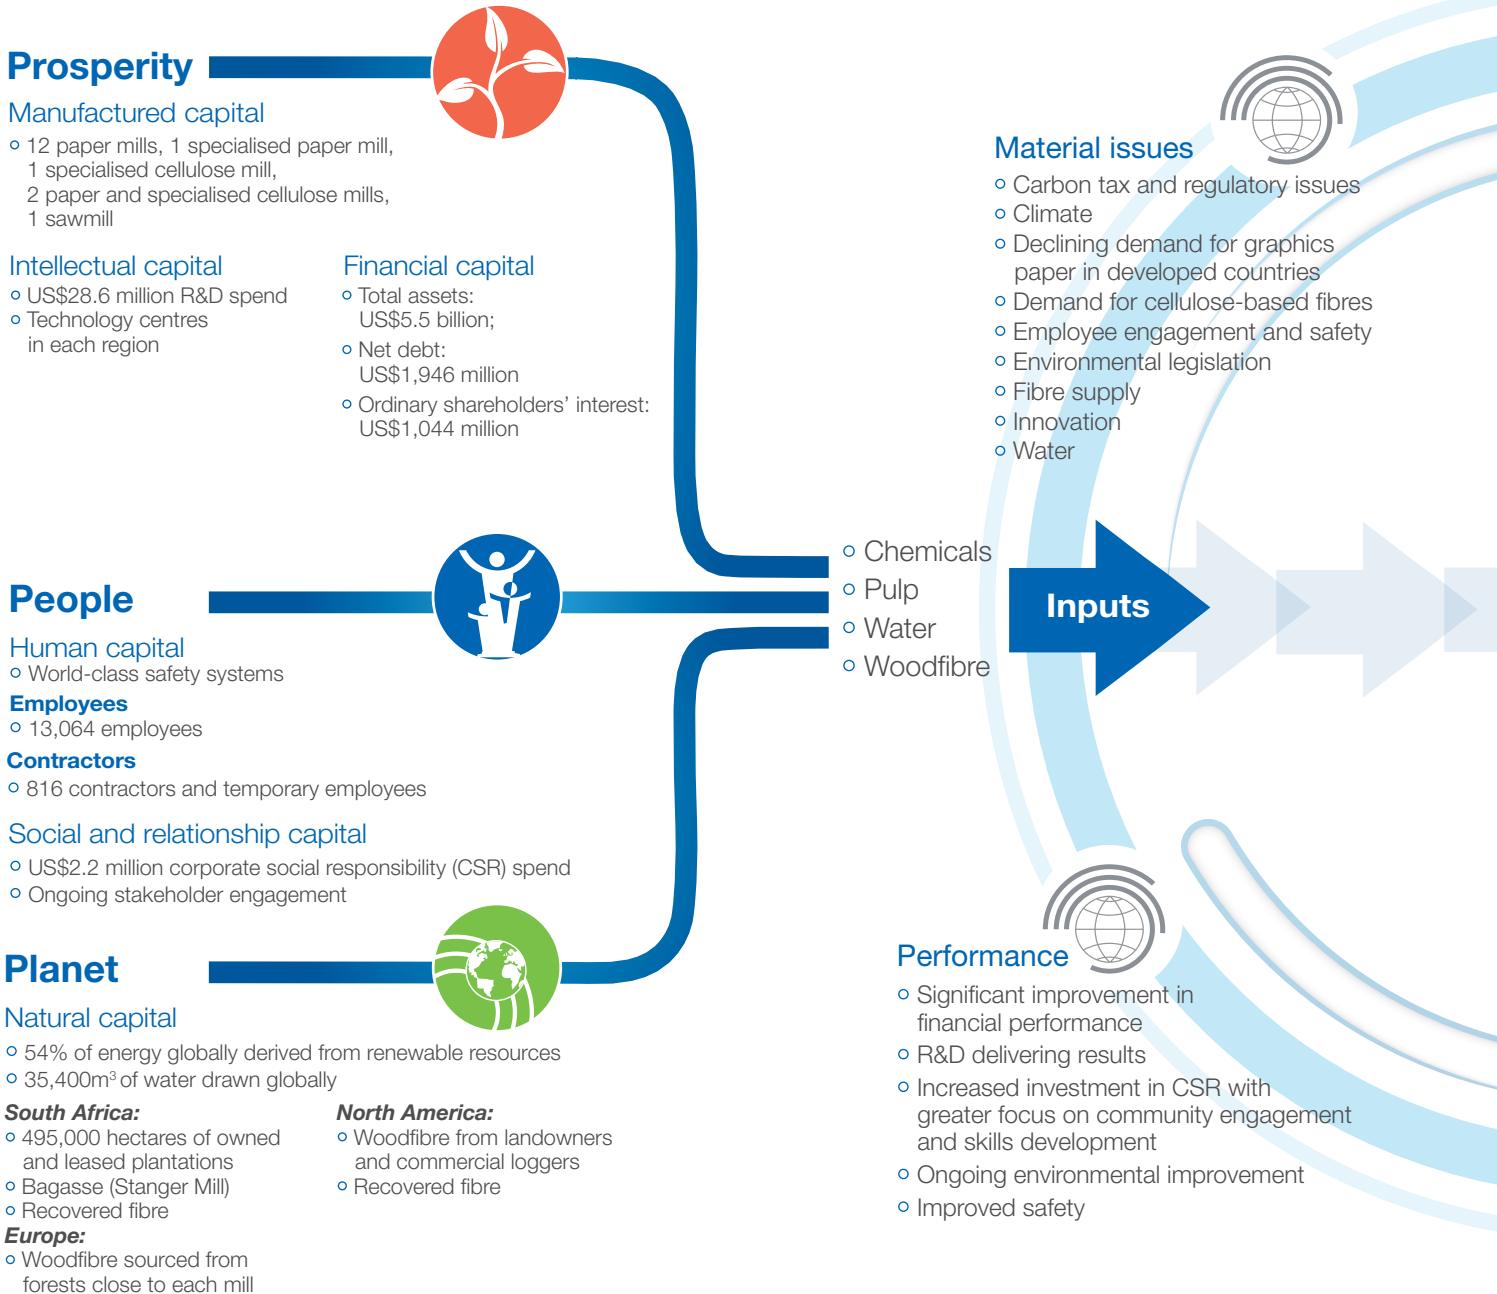 Prosperity
Manufactured capital
12 paper mills, 1 specialised paper mill,
1 specialised cellulose mill,
2 paper and specialised cellulose mills,
1 sawmill
Intellectual capital
US$28.6 million R&D spend
Technology centres
in each region
Financial capital
Total assets:
US$5.5 billion;
Net debt:
US$1,946 million
Ordinary shareholders’ interest:
US$1,044 million
People
Human capital
World-class safety systems
Employees
13,064 employees
Contractors
816 contractors and temporary employees
Social and relationship capital
US$2.2 million corporate social responsibility (CSR) spend
Ongoing stakeholder engagement
Planet
Natural capital
54% of energy globally derived from renewable resources
35,400m³ of water drawn globally
South Africa:
495,000 hectares of owned
and leased plantations
Bagasse (Stanger Mill)
Recovered fibre
Europe:
Woodfibre sourced from
forests close to each mill
North America:
Woodfibre from landowners
and commercial loggers
Recovered fibre
Chemicals
Pulp
Water
Woodfibre
Inputs
Material issues
Carbon tax and regulatory issues
Climate
Declining demand for graphics
paper in developed countries
Demand for cellulose-based fibres
Employee engagement and safety
Environmental legislation
Fibre supply
Innovation
Water
Performance
Significant improvement in
financial performance
R&D delivering results
Increased investment in CSR with
greater focus on community engagement
and skills development
Ongoing environmental improvement
Improved safety